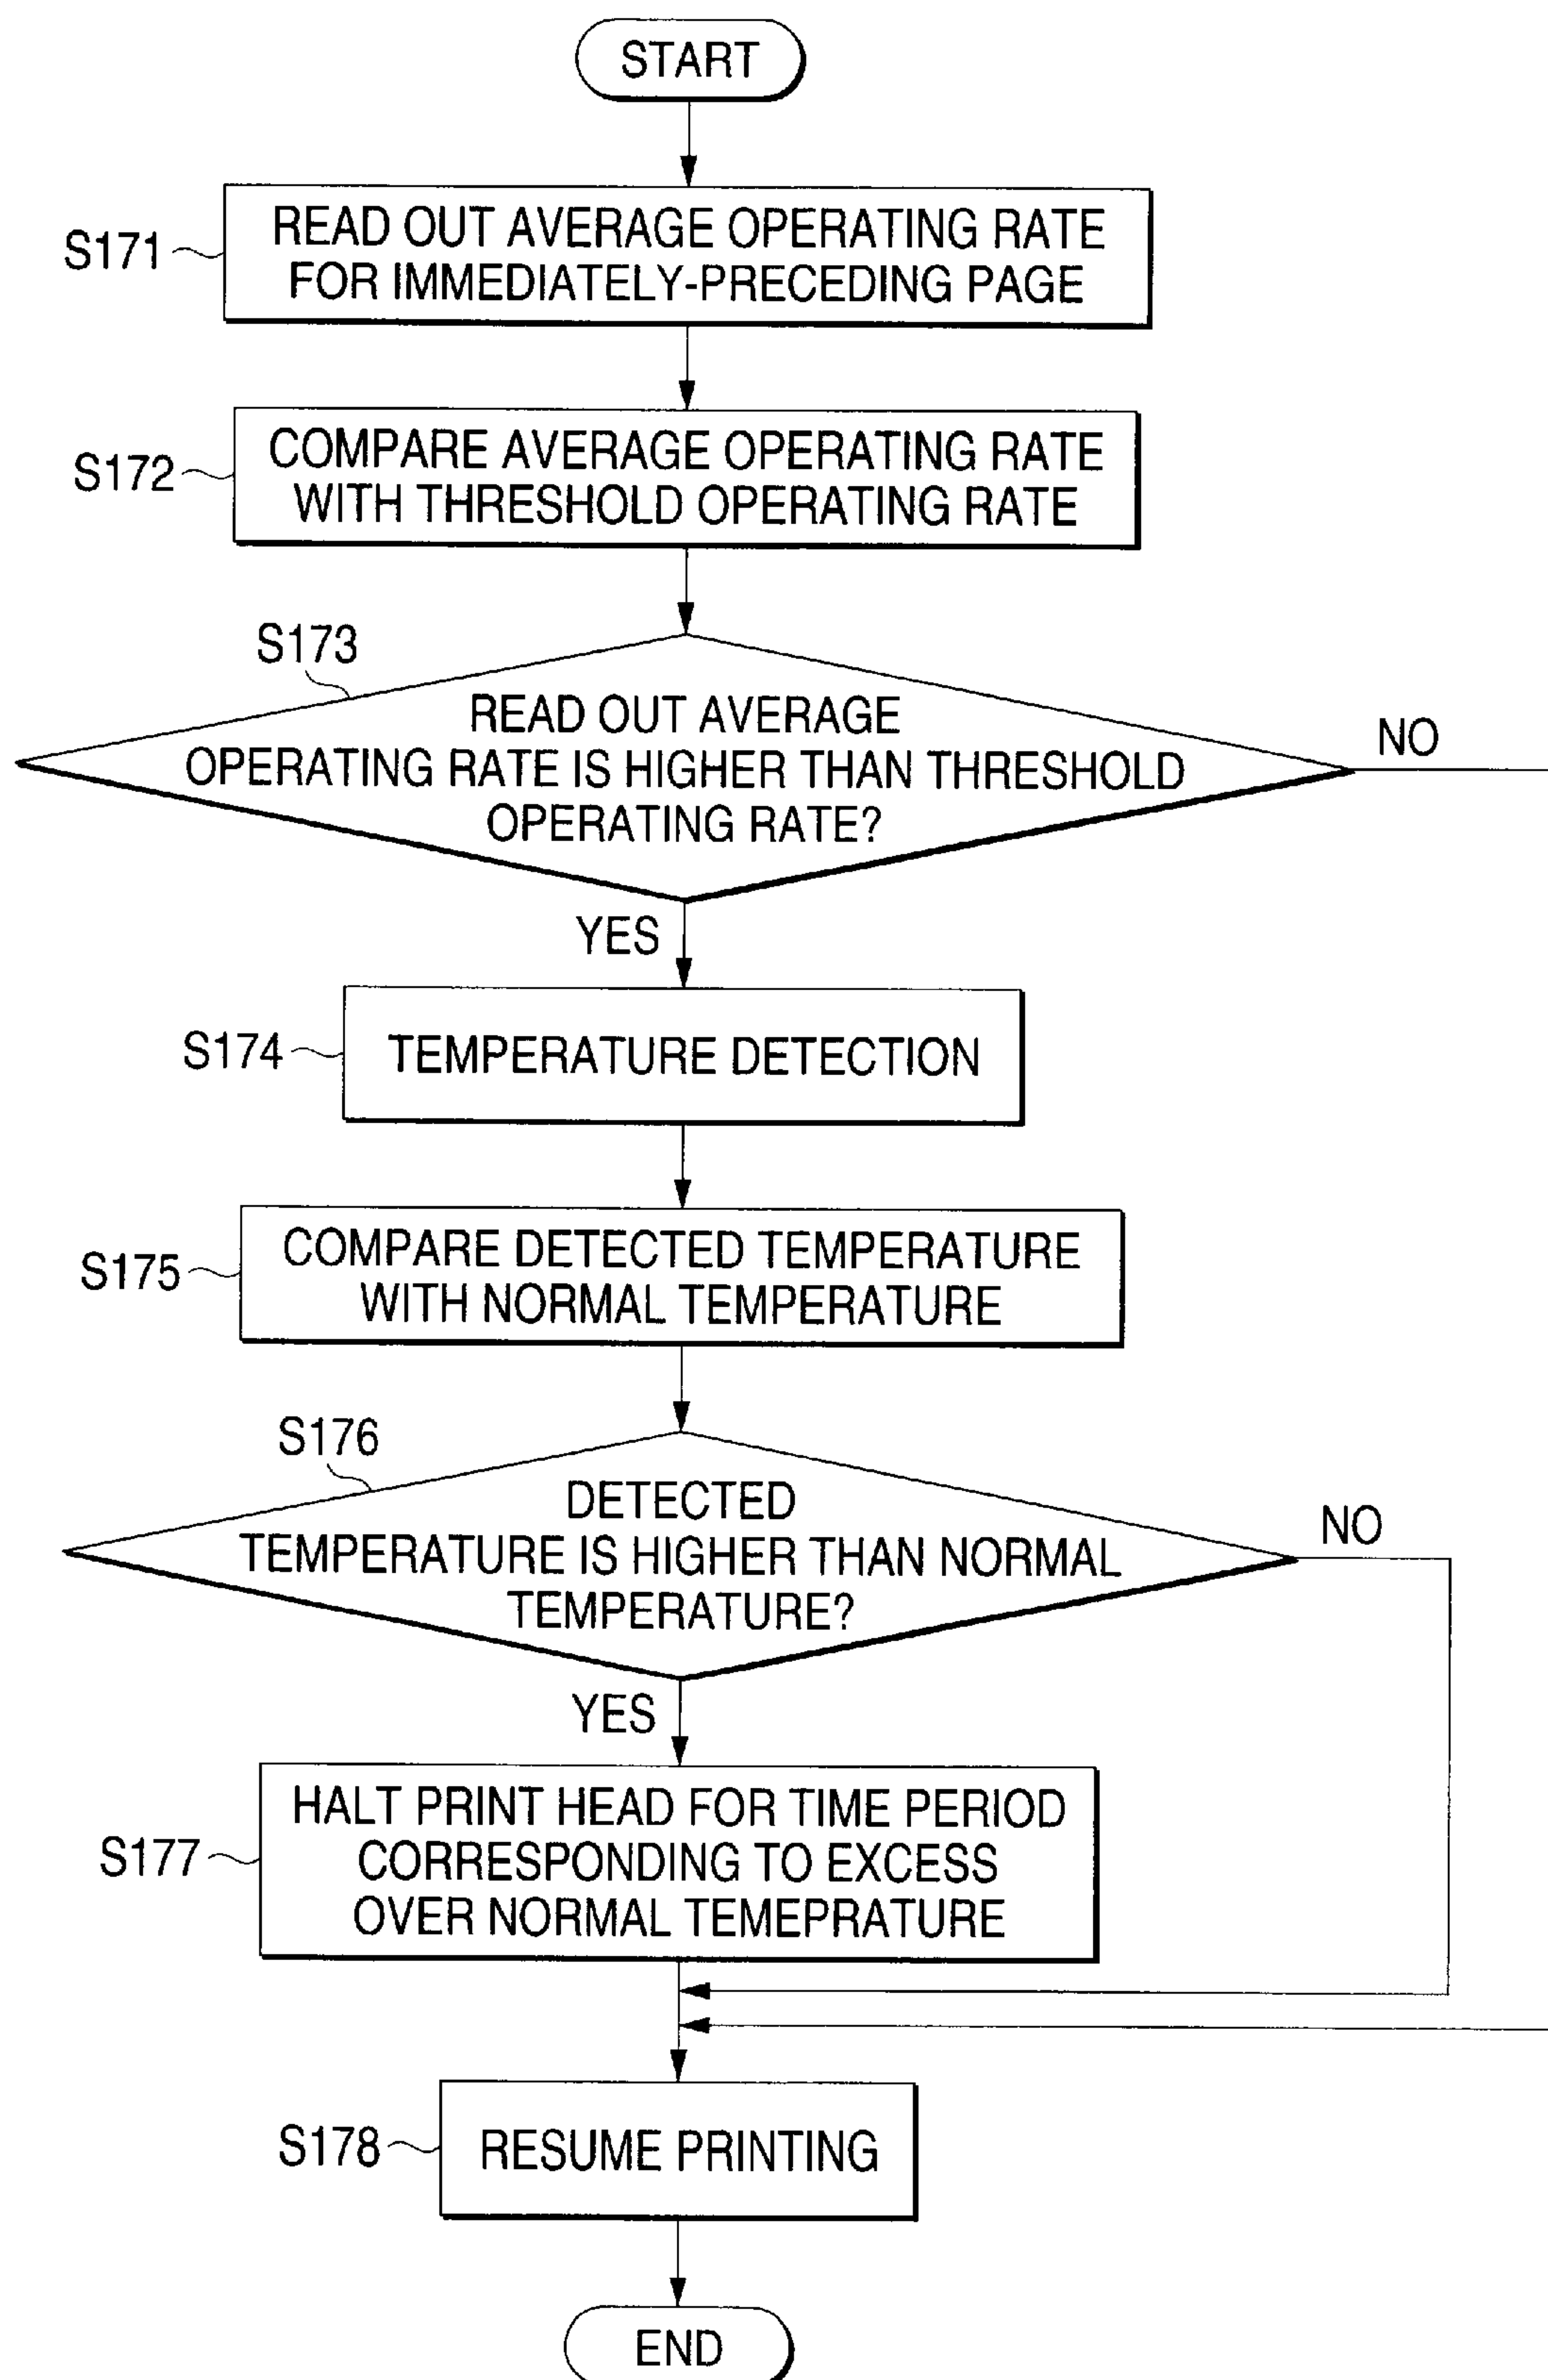 START
S171
READ OUT AVERAGE OPERATING RATE
FOR IMMEDIATELY-PRECEDING PAGE
S172
COMPARE AVERAGE OPERATING RATE
WITH THRESHOLD OPERATING RATE
S173
READ OUT AVERAGE
OPERATING RATE IS HIGHER THAN THRESHOLD
OPERATING RATE?
NO
YES
S174
TEMPERATURE DETECTION
S175
COMPARE DETECTED TEMPERATURE
WITH NORMAL TEMPERATURE
S176
DETECTED
TEMPERATURE IS HIGHER THAN NORMAL
TEMPERATURE?
NO
YES
S177
HALT PRINT HEAD FOR TIME PERIOD
CORRESPONDING TO EXCESS
OVER NORMAL TEMEPRATURE
S178
RESUME PRINTING
END